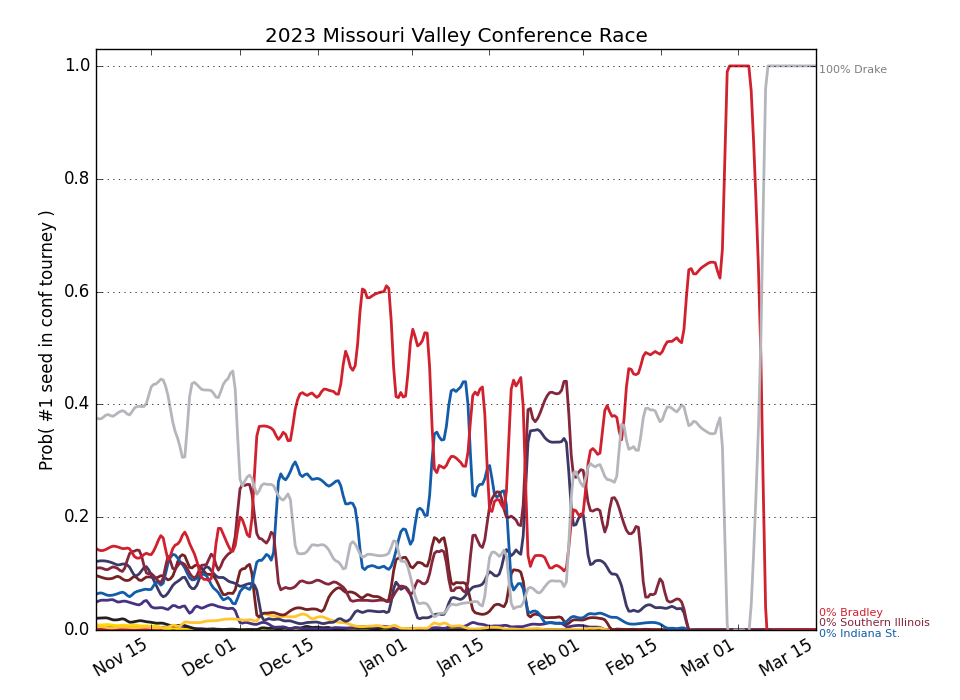 2023 Missouri Valley Conference Race
Prob( #1 seed in conf tourney )
1.0
0.8
0.6
0.4
0.2
0.0
100% Drake
0% Bradley
0% Southern Illinois
0% Indiana St.
Nov 15
Dec 01
Dec 15
Jan 01
Jan 15
Feb 01
Feb 15
Mar 01
Mar 15